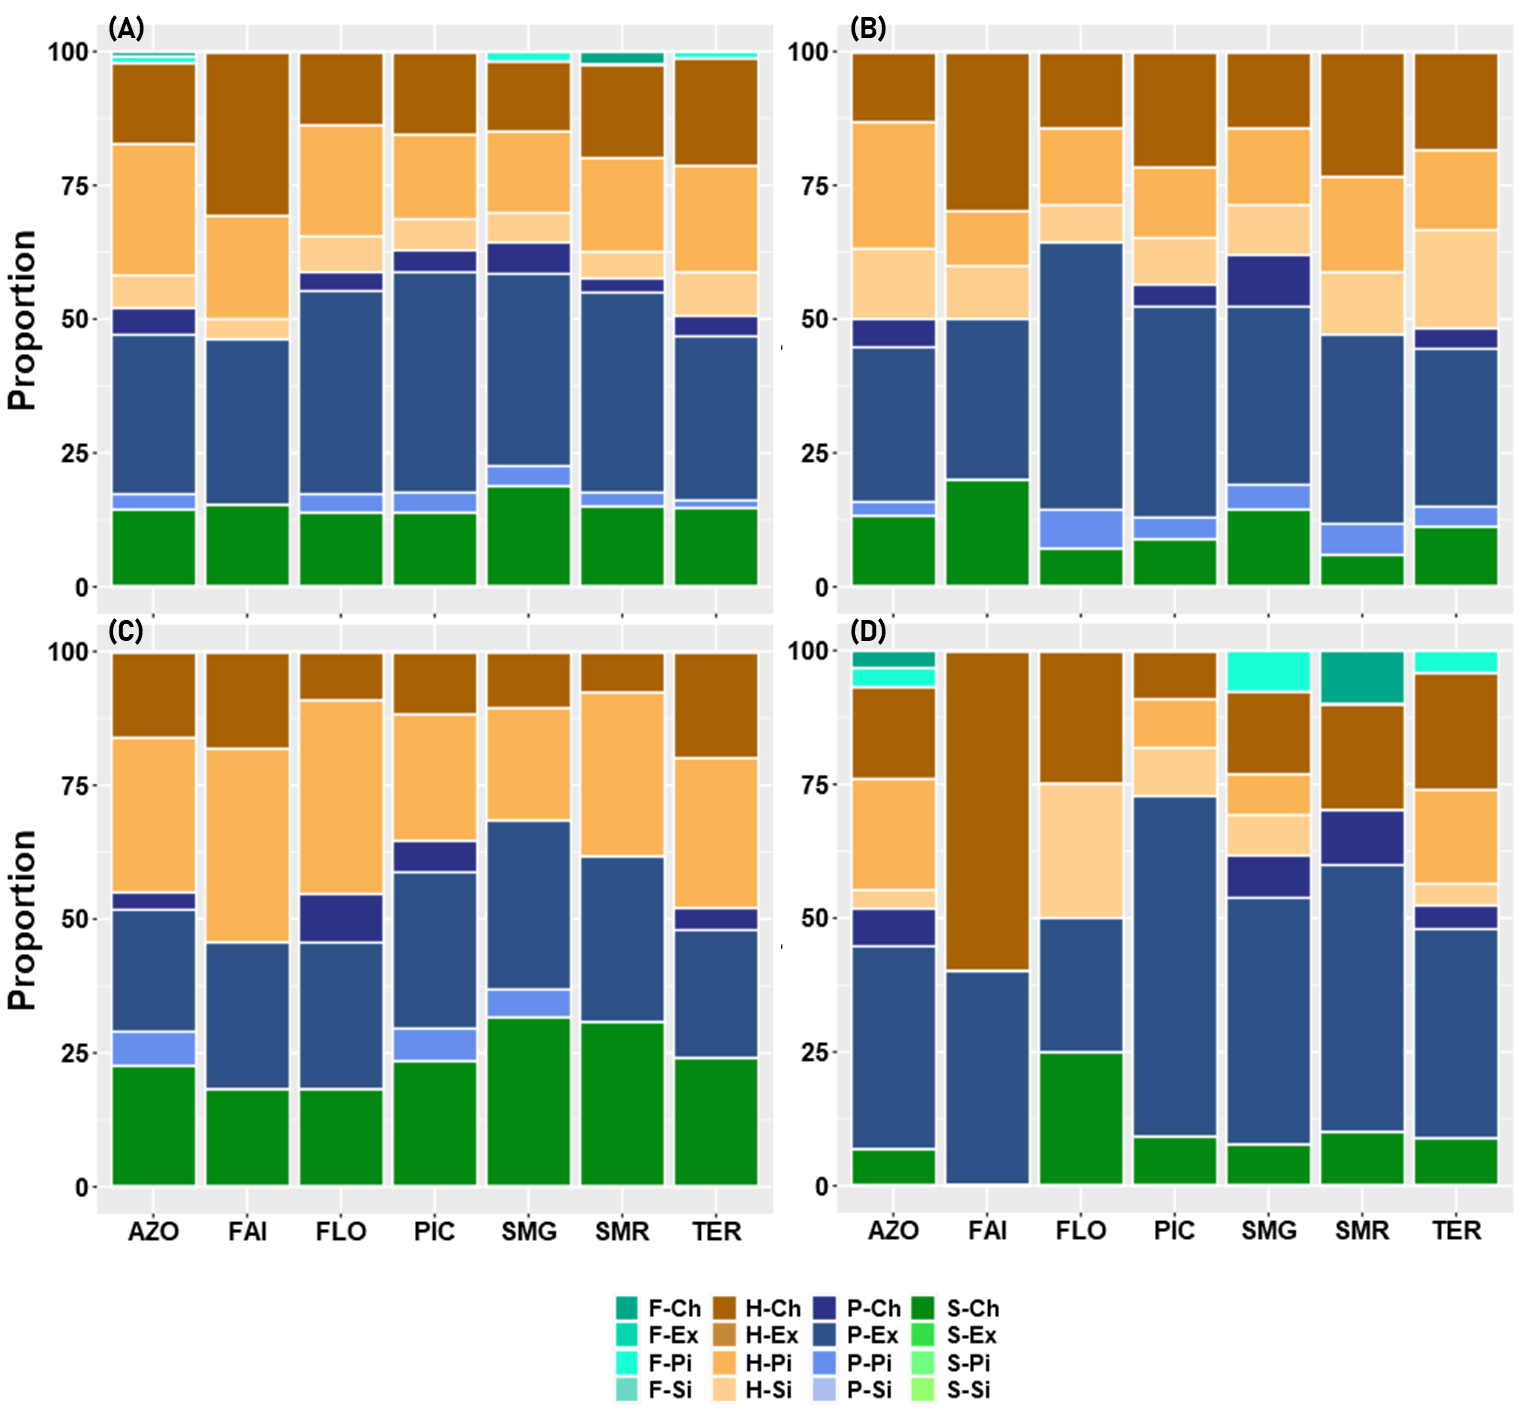 (A) (B)
100 100
75 75
50 50
25 25
0 0
Proportion
(C) (D)
100 100
75 75
50 50
25 25
0 0
Proportion
AZO FAI FLO PIC SMG SMR TER AZO FAI FLO PIC SMG SMR TER
F-Ch H-Ch P-Ch S-Ch
F-Ex H-Ex P-Ex S-Ex
F-Pi H-Pi P-Pi S-Pi
F-Si H-Si P-Si S-Si